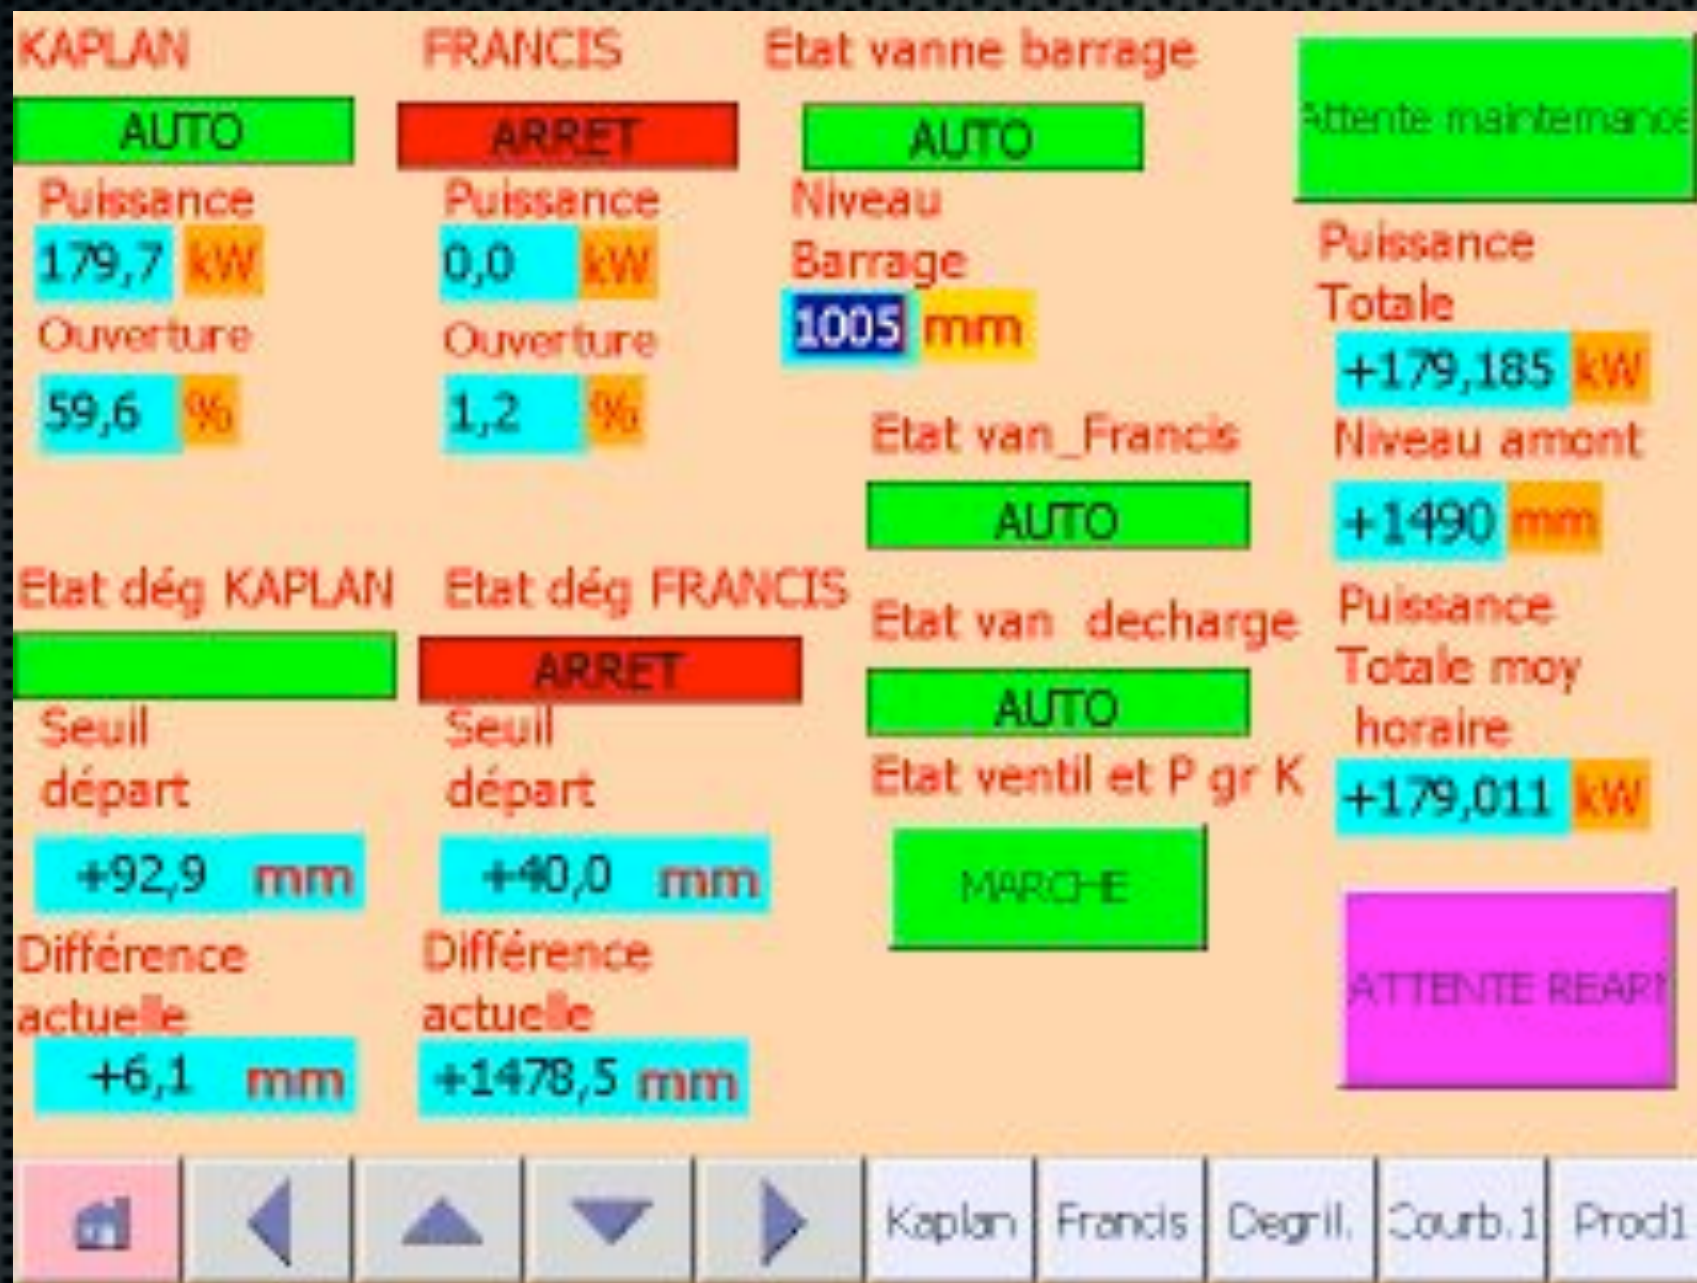 KAPLAN
AUTO
Puissance
179,7 kW
Ouverture
59,6 %
FRANCIS
ARRET
Puissance
0,0 kW
Ouverture
1,2 %
Etat vanne barrage
AUTO
Niveau
Barrage
1005 mm
Attente maintemance
Puissance
Totale
+179,185 kW
Niveau amont
+1490 mm
Puissance
Totale moy
horaire
+179,011 kW
ATTENTE REARM
Etat van_Francis
AUTO
Etat van decharge
AUTO
Etat ventil et P gr K
MARCHE
Etat dég KAPLAN
Seuil
départ
+92,9 mm
Différence
actuelle
+6,1 mm
Etat dég FRANCIS
ARRET
Seuil
départ
+40,0 mm
Différence
actuelle
+1478,5 mm
Kaplan
Francis
Degril.
Courb.1
Prod1